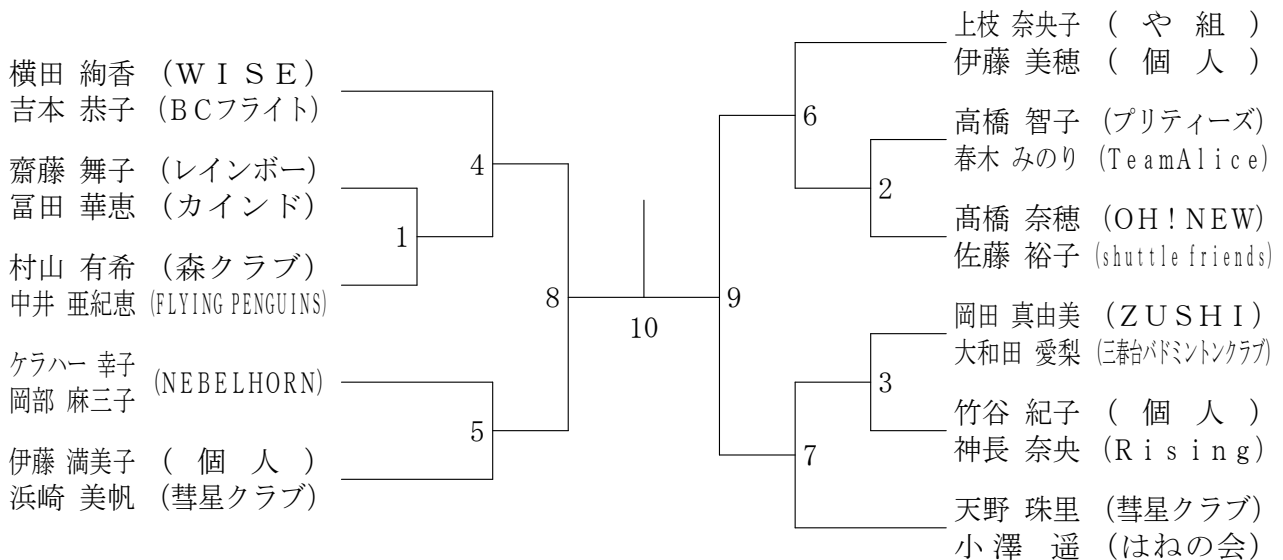 横田 絢香 (WISE)
吉本 恭子 (BCフライト)
齋藤 舞子 (レインボー)
冨田 華恵 (カインド)
村山 有希 (森クラブ)
中井 亜紀恵 (FLYING PENGUINS)
ケラハー 幸子
岡部 麻三子
(NEBELHORN)
伊藤 満美子 (個人)
浜崎 美帆 (彗星クラブ)
1
4
5
8
10
9
6
2
3
7
上枝 奈央子 (や組)
伊藤 美穂 (個人)
高橋 智子 (プリティーズ)
春木 みのり (TeamAlice)
髙橋 奈穂 (OH!NEW)
佐藤 裕子 (shuttle friends)
岡田 真由美 (ZUSHI)
大和田 愛梨 (三春台バドミントンクラブ)
竹谷 紀子 (個人)
神長 奈央 (Rising)
天野 珠里 (彗星クラブ)
小澤 遥 (はねの会)